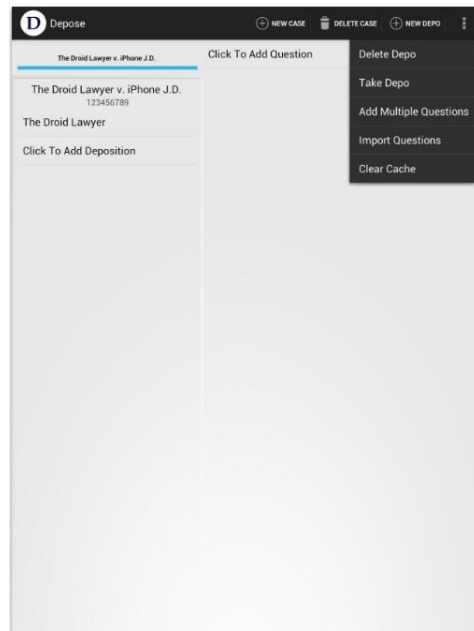 D Depose
NEW CASE
DELETE CASE
NEW DEPO
The Droid Lawyer v. iPhone J.D.
Click To Add Question
Delete Depo
Take Depo
Add Multiple Questions
Import Questions
Clear Cache
The Droid Lawyer v. iPhone J.D.
123456789
The Droid Lawyer
Click To Add Deposition